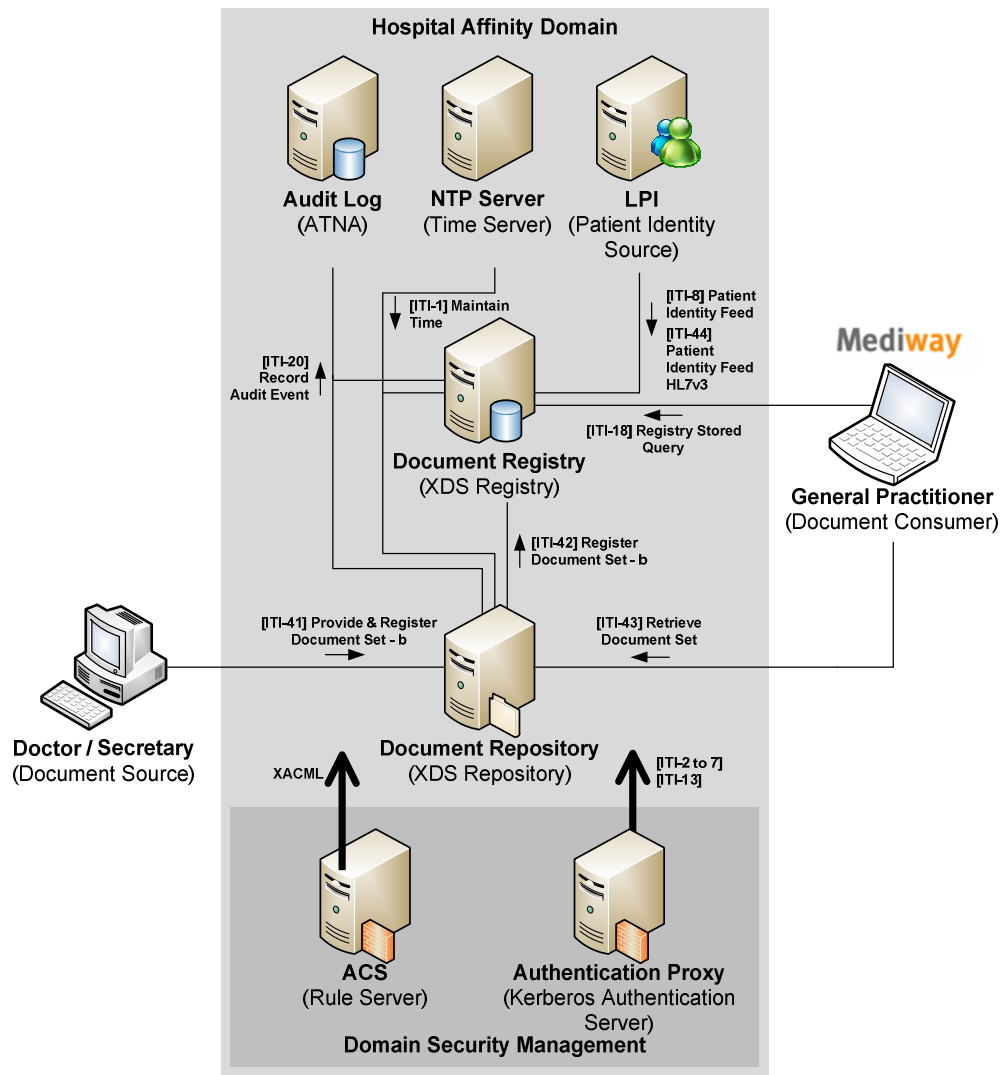 Hospital Affinity Domain
Audit Log
(ATNA)
NTP Server
(Time Server)
LPI
(Patient Identity
Source)
[ITI-1] Maintain
Time
[ITI-8] Patient
Identity Feed
[ITI-44]
Patient
Identity Feed
HL7v3
[ITI-20]
Record
Audit Event
Mediway
[ITI-18] Registry Stored
Query
Document Registry
(XDS Registry)
General Practitioner
(Document Consumer)
[ITI-42] Register
Document Set - b
[ITI-41] Provide & Register
Document Set - b
[ITI-43] Retrieve
Document Set
Doctor / Secretary
(Document Source)
Document Repository
(XDS Repository)
XACML
[ITI-2 to 7]
[ITI-13]
ACS
(Rule Server)
Authentication Proxy
(Kerberos Authentication
Server)
Domain Security Management